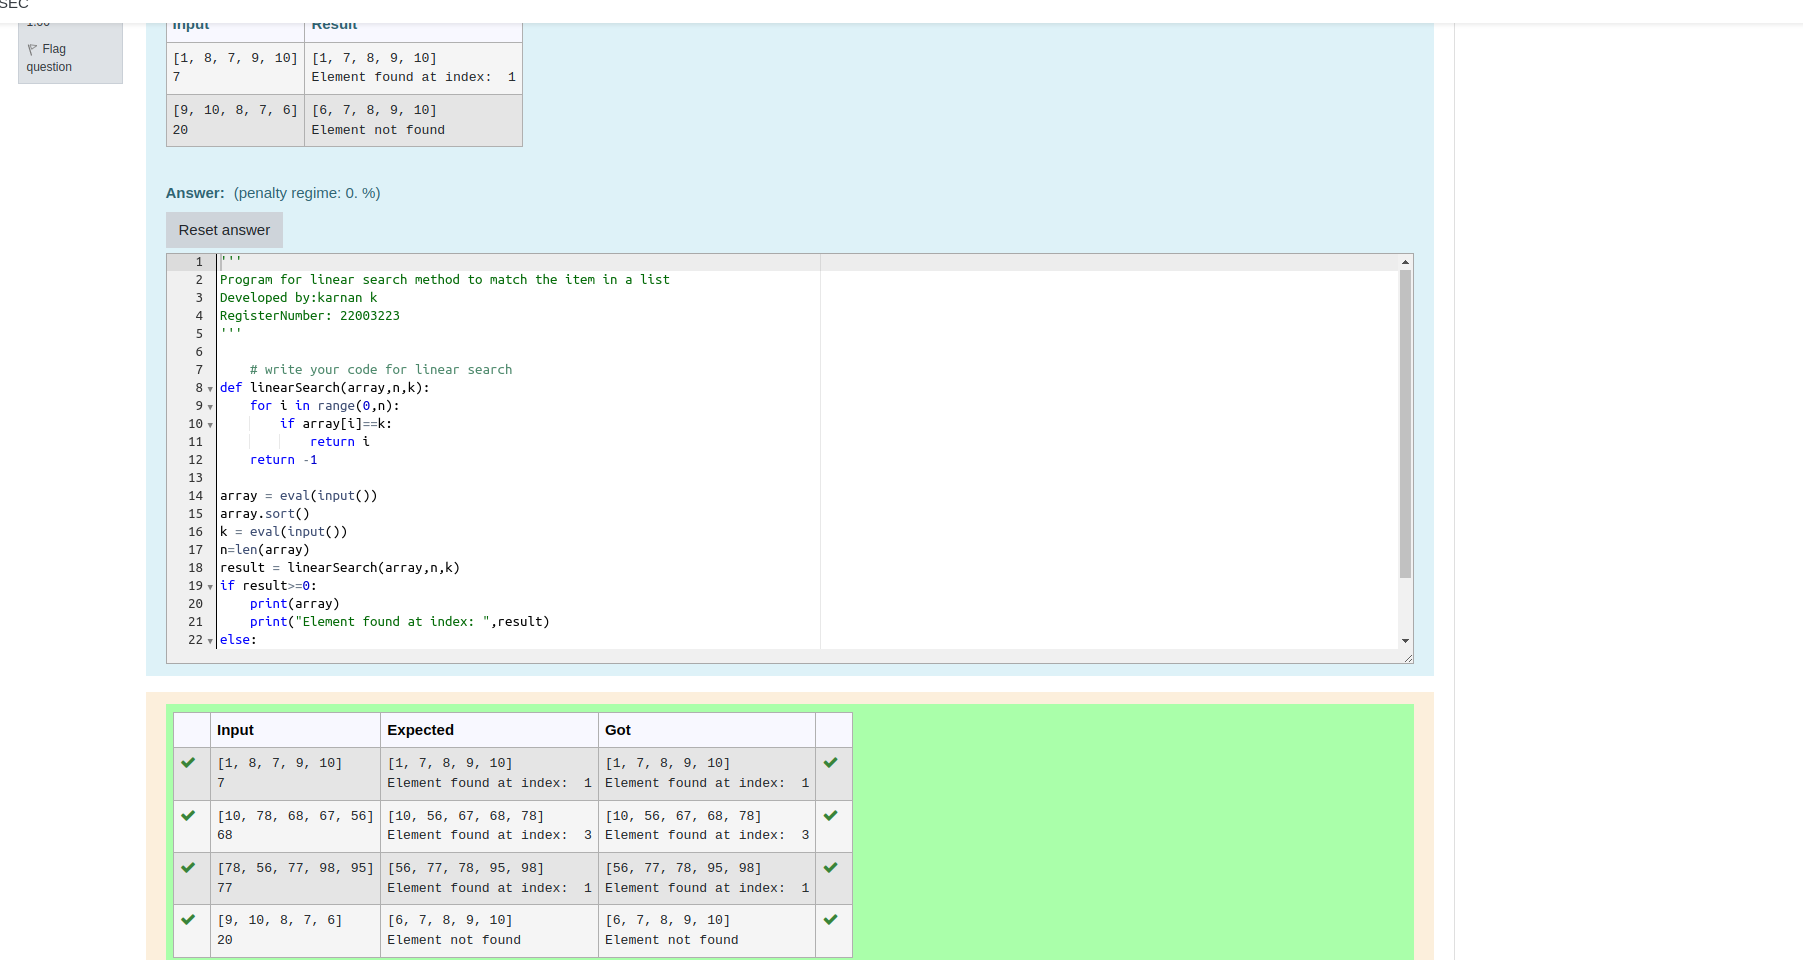 SEC
1.00
Flag
question
Input Result
[1, 8, 7, 9, 10] [1, 7, 8, 9, 10]
7 Element found at index:  1
[9, 10, 8, 7, 6] [6, 7, 8, 9, 10]
20 Element not found
Answer: (penalty regime: 0. %)
Reset answer
1 '''
2 Program for linear search method to match the item in a list
3 Developed by:karnan k
4 RegisterNumber: 22003223
5 '''
6
7     # write your code for linear search
8 def linearSearch(array,n,k):
9     for i in range(0,n):
10         if array[i]==k:
11             return i
12     return -1
13
14 array = eval(input())
15 array.sort()
16 k = eval(input())
17 n=len(array)
18 result = linearSearch(array,n,k)
19 if result>=0:
20     print(array)
21     print("Element found at index: ",result)
22 else:
Input Expected Got
[1, 8, 7, 9, 10] [1, 7, 8, 9, 10] [1, 7, 8, 9, 10]
7 Element found at index:  1 Element found at index:  1
[10, 78, 68, 67, 56] [10, 56, 67, 68, 78] [10, 56, 67, 68, 78]
68 Element found at index:  3 Element found at index:  3
[78, 56, 77, 98, 95] [56, 77, 78, 95, 98] [56, 77, 78, 95, 98]
77 Element found at index:  1 Element found at index:  1
[9, 10, 8, 7, 6] [6, 7, 8, 9, 10] [6, 7, 8, 9, 10]
20 Element not found Element not found